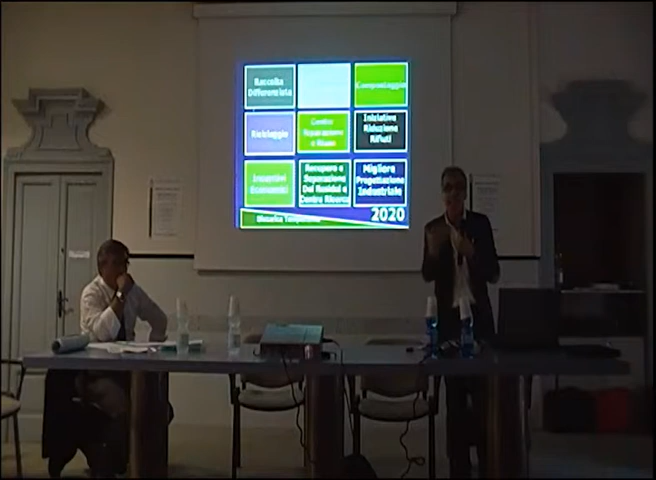 Raccolta
Differenziata
Compostaggio
Riciclaggio
Centro
Riparazione
e Riuso
Iniziative
Riduzione
Rifiuti
Incentivi
Economici
Recupero e
Separazione
Dei Residui e
Centro Ricerca
Migliore
Progettazione
Industriale
2020